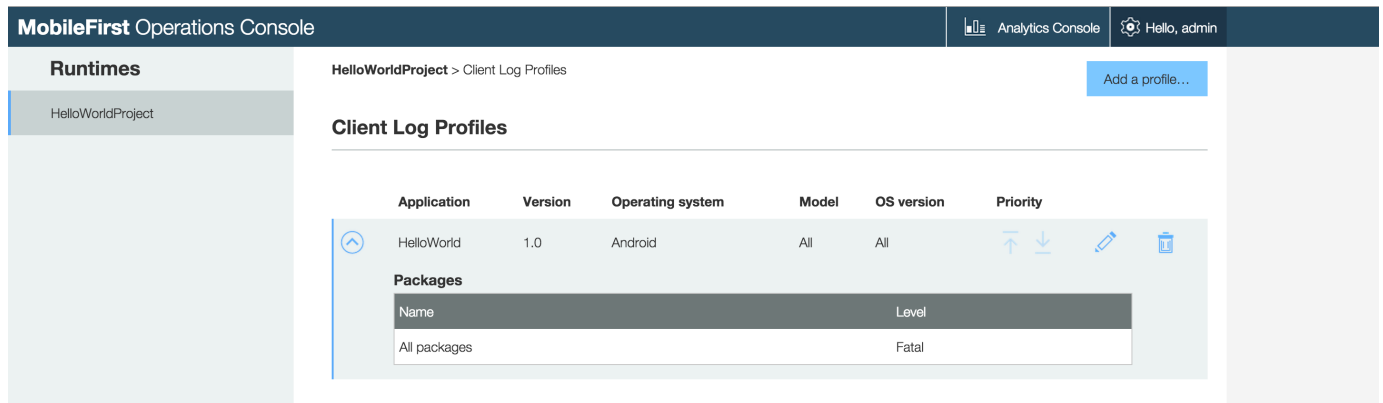 MobileFirst Operations Console
Analytics Console
Hello, admin
Runtimes
HelloWorldProject
HelloWorldProject > Client Log Profiles
Add a profile...
Client Log Profiles
Application Version Operating system Model OS version Priority
HelloWorld 1.0 Android All All
Packages
Name Level
All packages Fatal